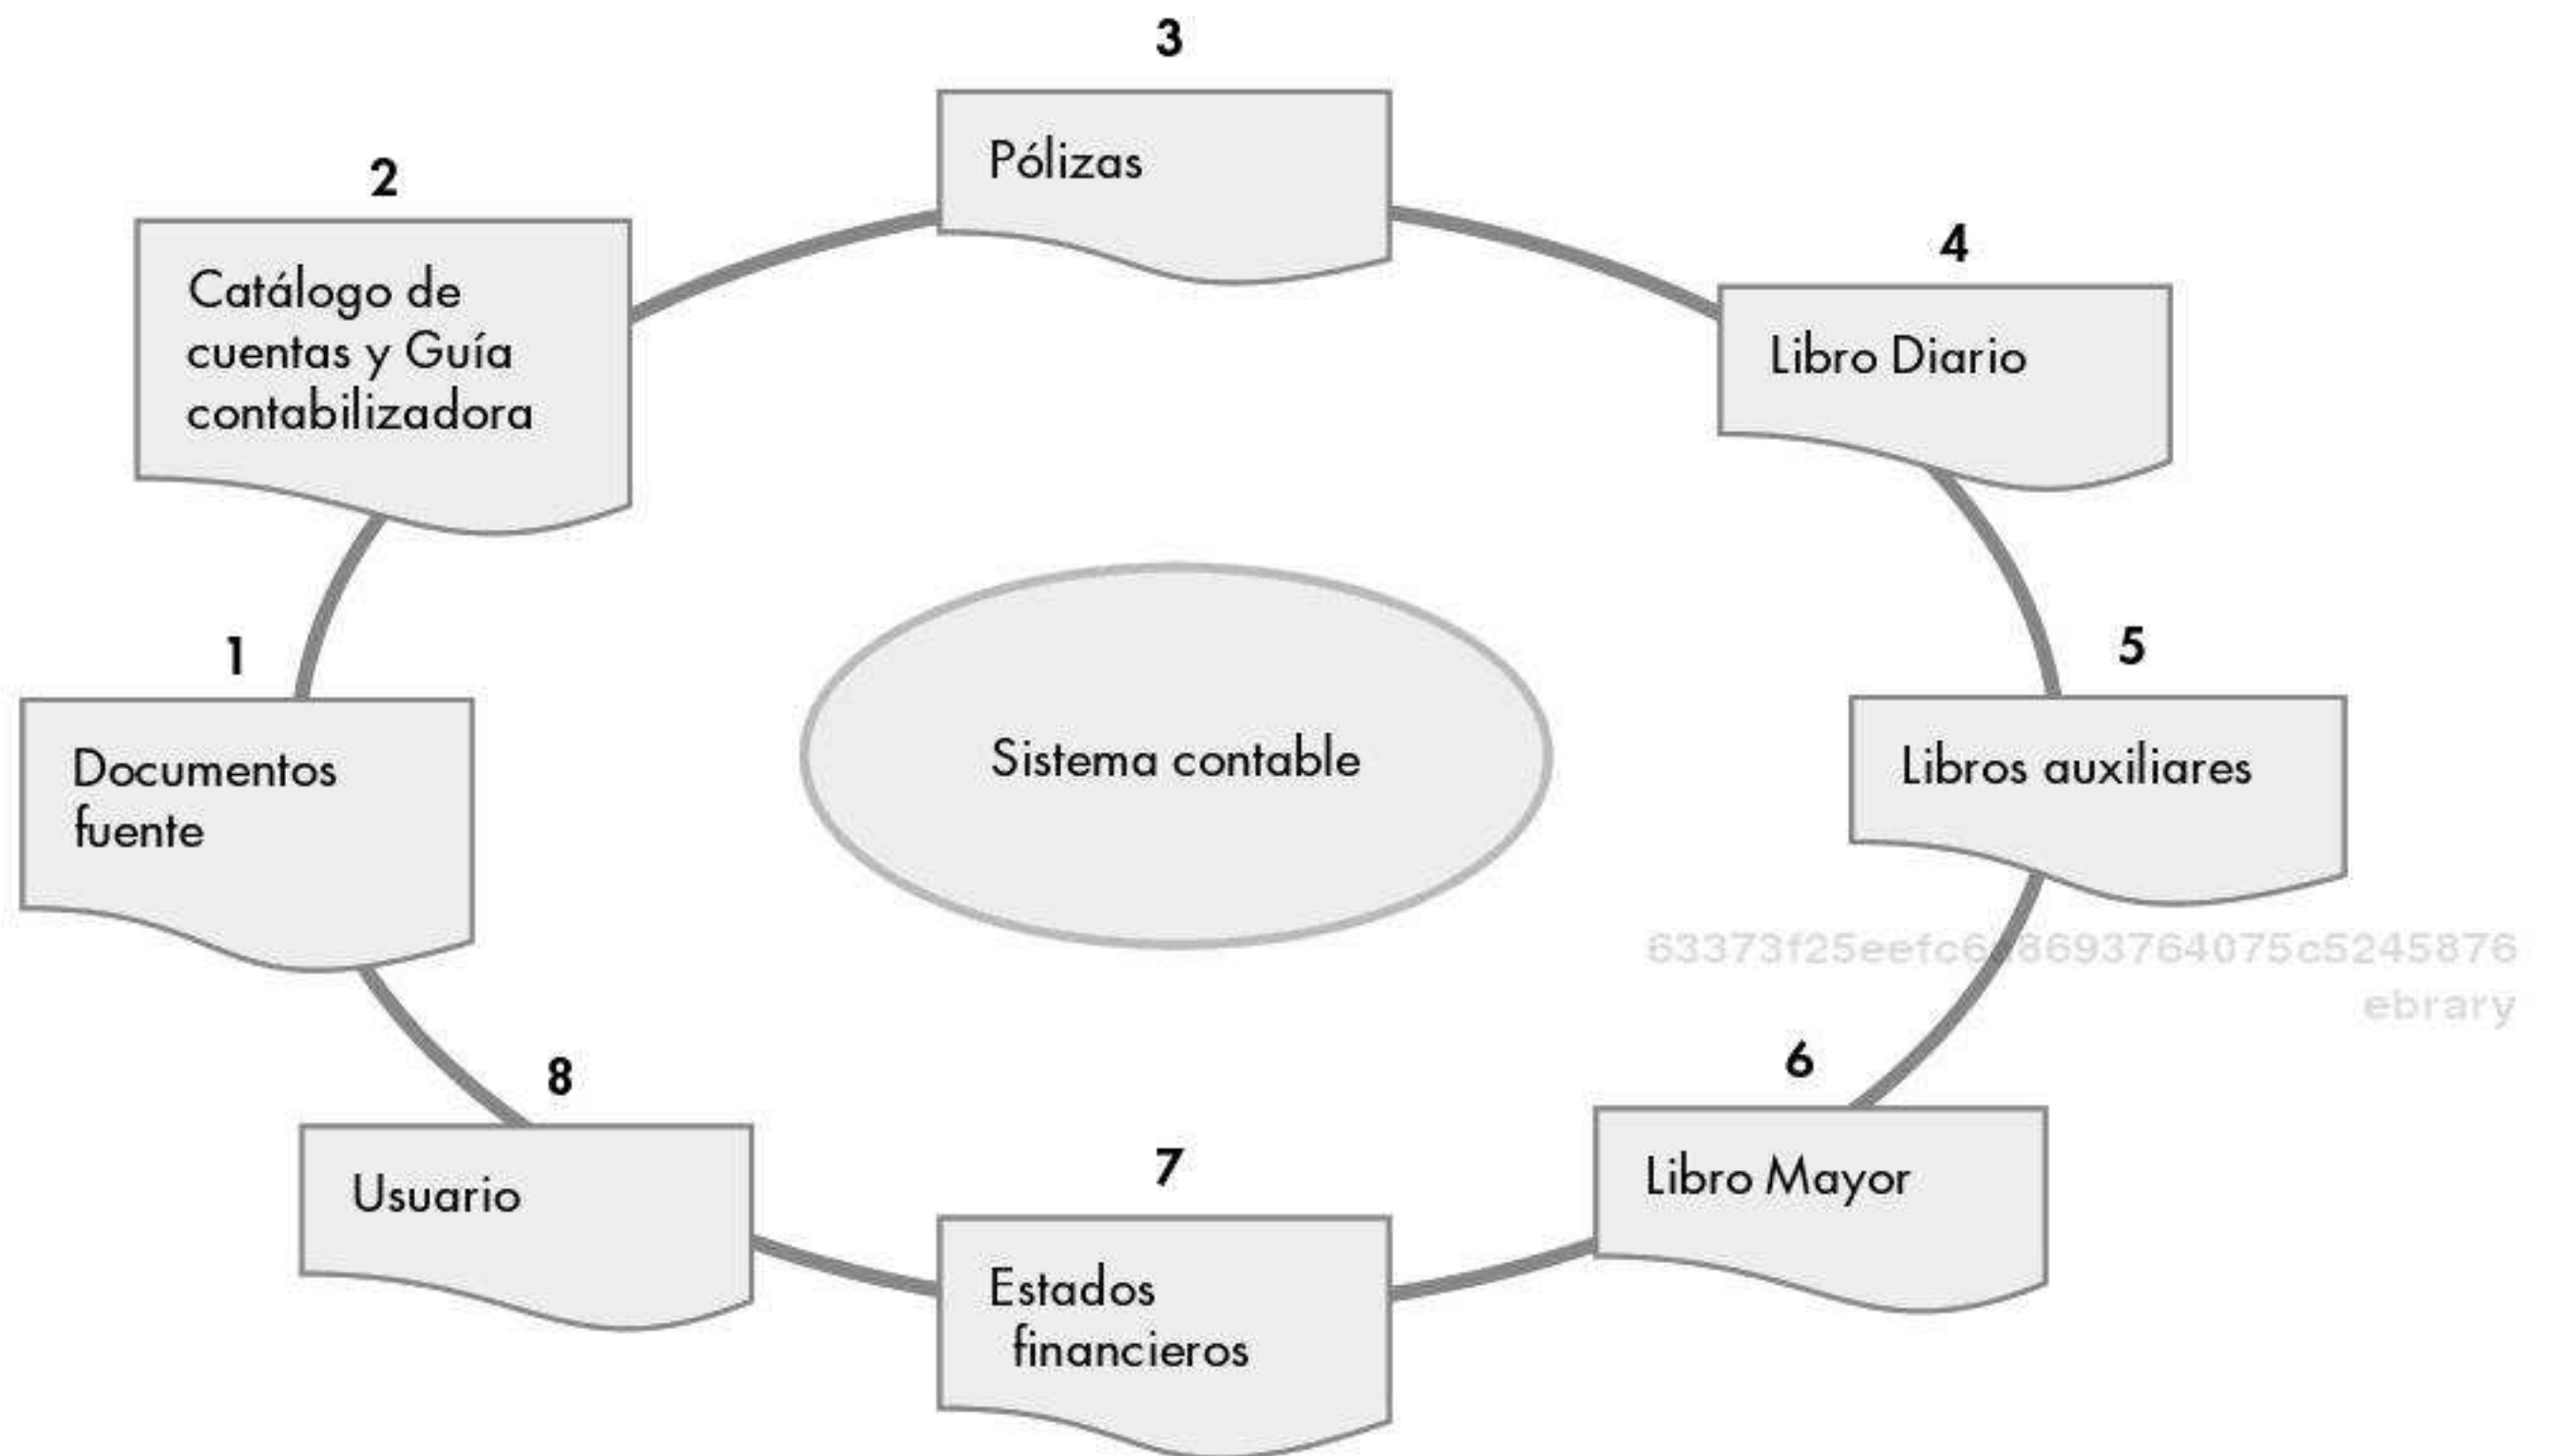 3
Pólizas
2
Catálogo de
cuentas y Guía
contabilizadora
4
Libro Diario
1
Documentos
fuente
Sistema contable
5
Libros auxiliares
ebrary
6
Libro Mayor
8
Usuario
7
Estados
financieros